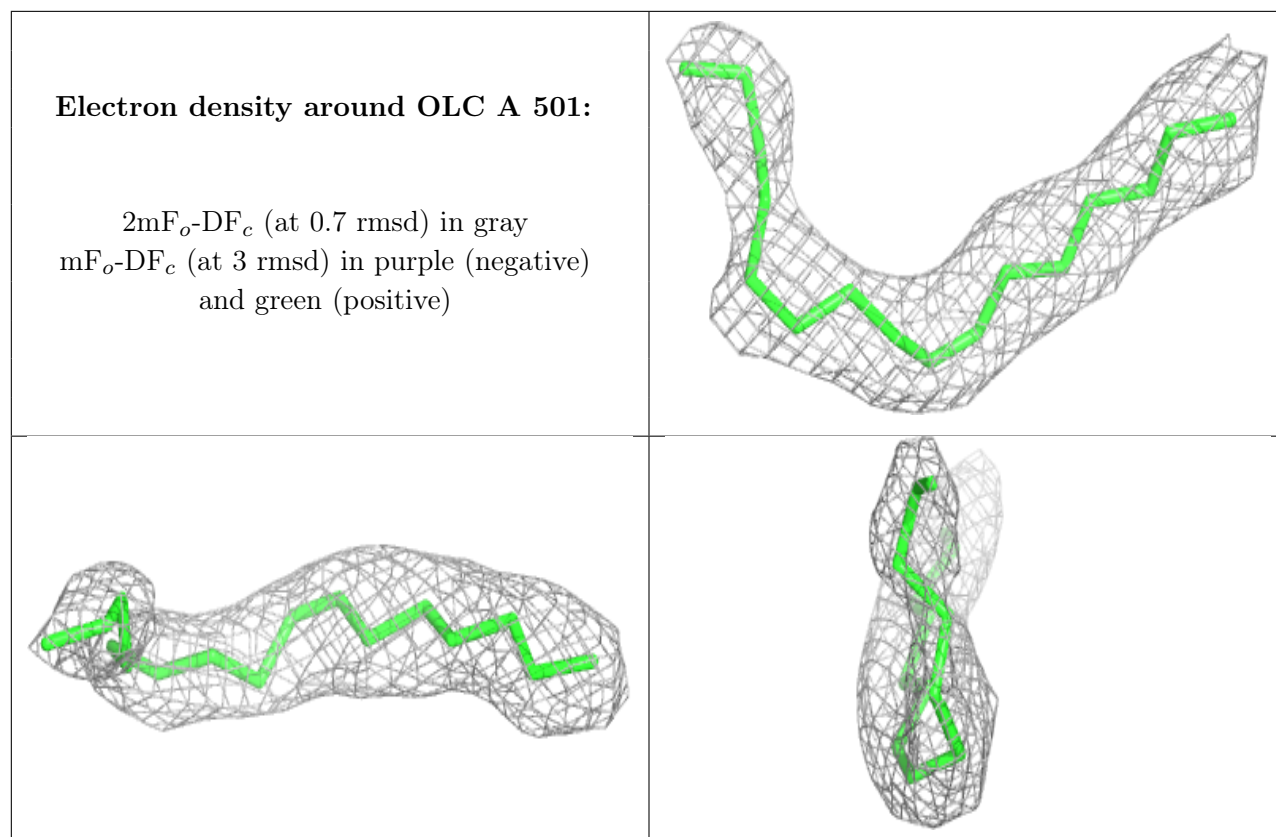 Electron density around OLC A 501:
2mFₒ-DF𝒸 (at 0.7 rmsd) in gray
mFₒ-DF𝒸 (at 3 rmsd) in purple (negative)
and green (positive)